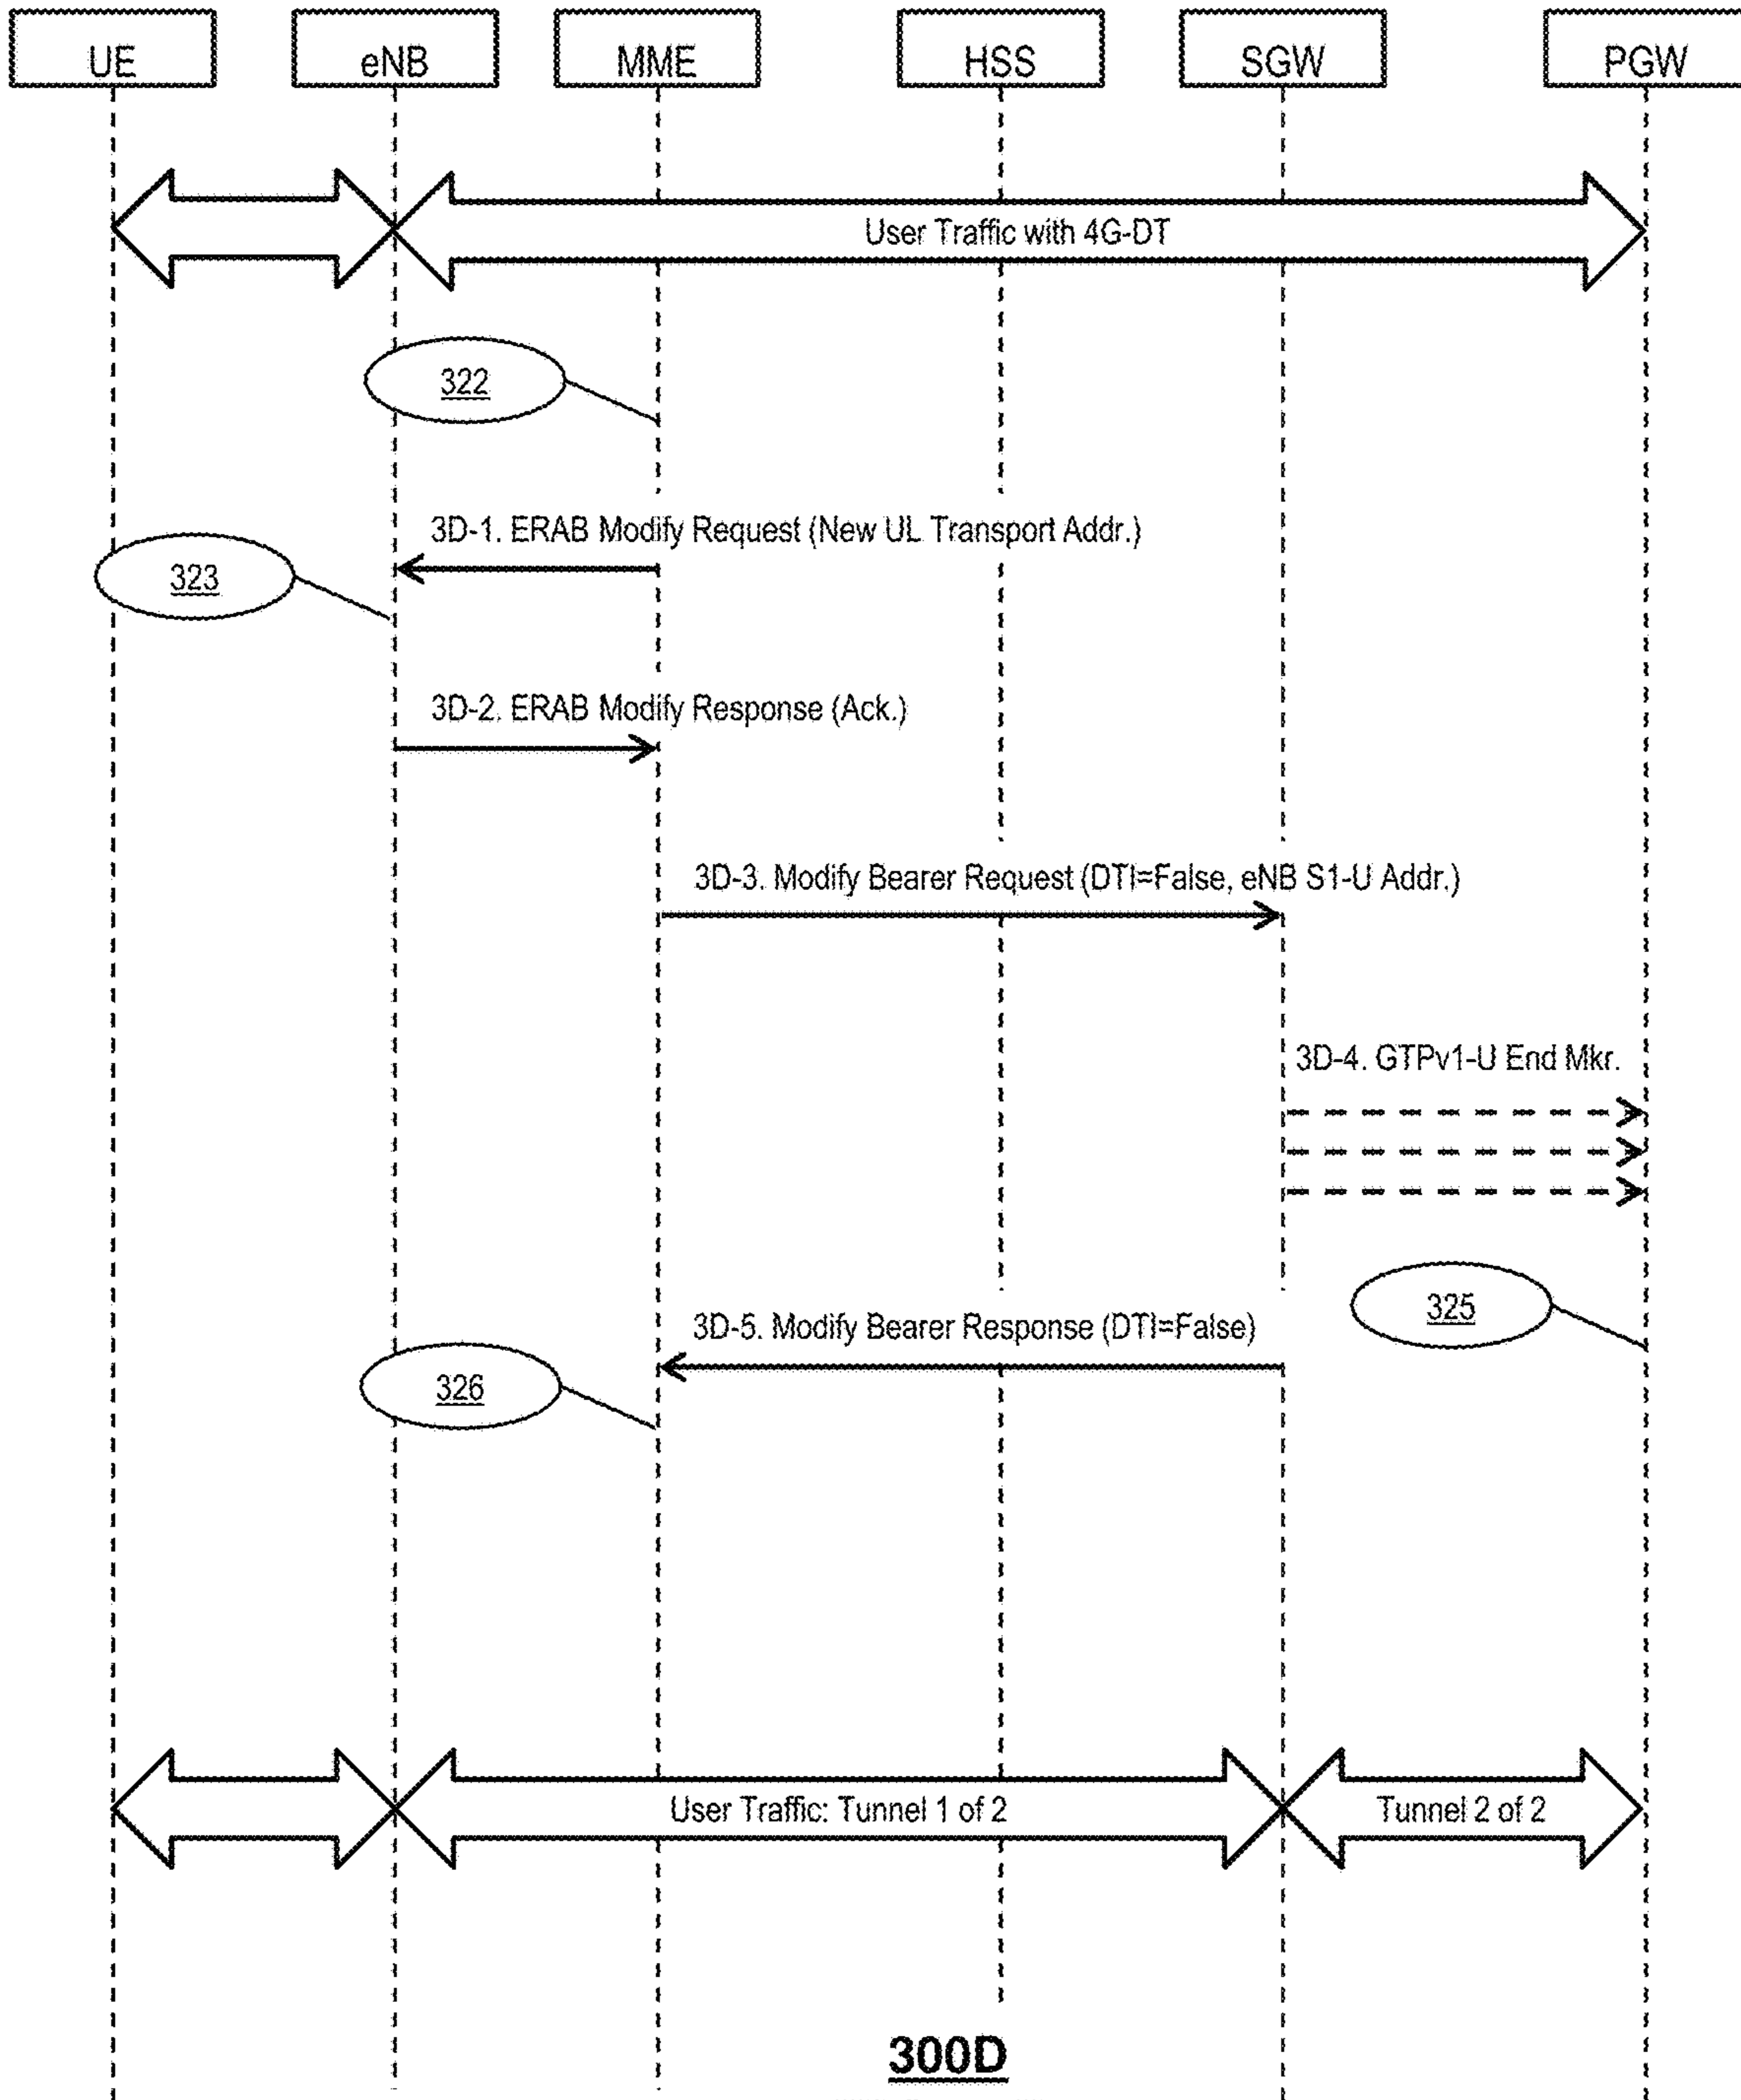 UE eNB MME HSS SGW PGW
User Traffic with 4G-DT
322
3D-1. ERAB Modify Request (New UL Transport Addr.)
323
3D-2. ERAB Modify Response (Ack.)
3D-3. Modify Bearer Request (DTI=False, eNB S1-U Addr.)
3D-4. GTPv1-U End Mkr.
325
3D-5. Modify Bearer Response (DTI=False)
326
User Traffic: Tunnel 1 of 2 Tunnel 2 of 2
300D